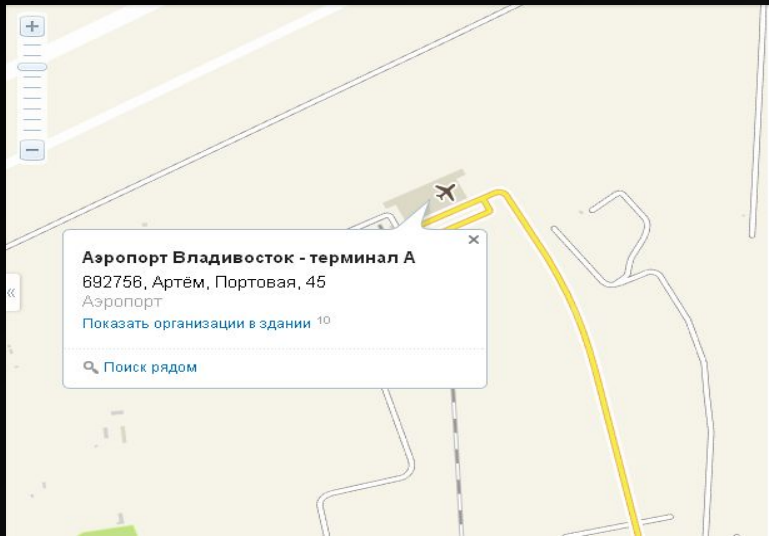 Аэропорт Владивосток - терминал А
692756, Артём, Портовая, 45
Аэропорт
Показать организации в здании 10
Поиск рядом